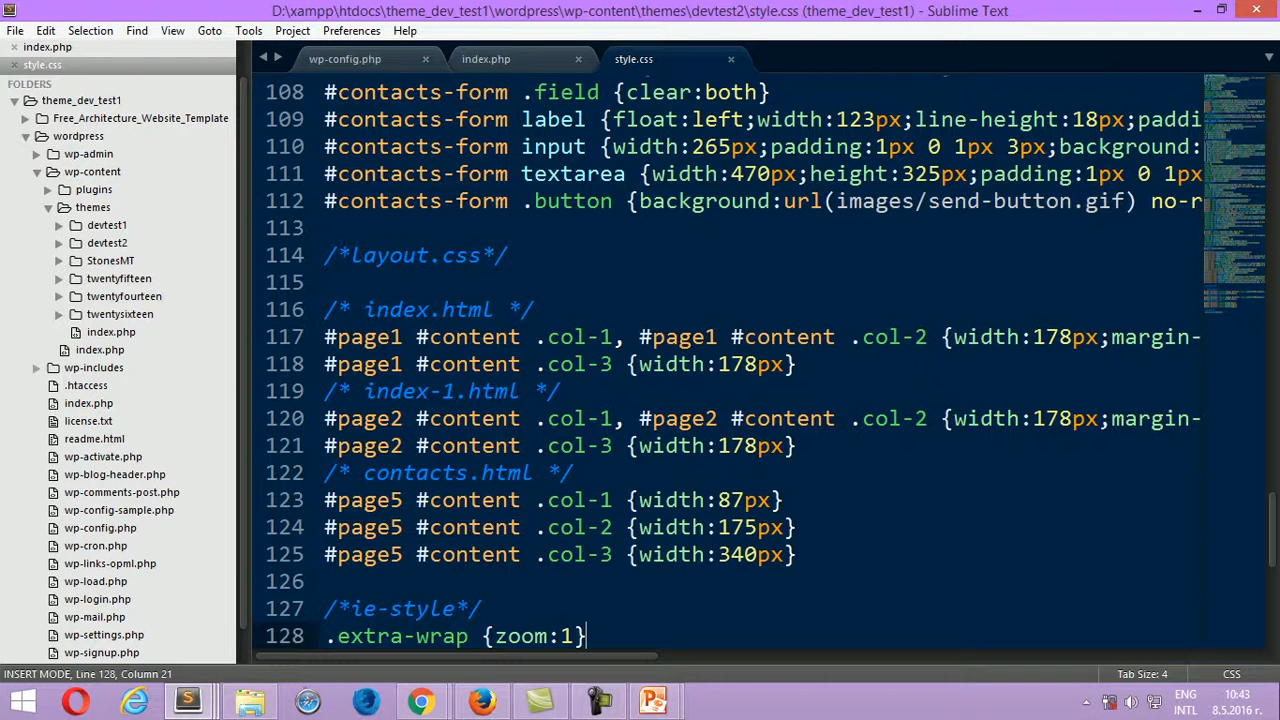 D:\xampp\htdocs\theme_dev_test1\wordpress\wp-content\themes\devtest2\style.css (theme_dev_test1) - Sublime Text
File Edit Selection Find View Goto Tools Project Preferences Help
index.php
style.css
FOLDERS
theme_dev_test1
Free_Architecture_Website_Template
wordpress
wp-admin
wp-content
plugins
themes
devtest1
devtest2
StonesMT
twentyfifteen
twentyfourteen
twentysixteen
index.php
index.php
wp-includes
.htaccess
index.php
license.txt
readme.html
wp-activate.php
wp-blog-header.php
wp-comments-post.php
wp-config-sample.php
wp-config.php
wp-cron.php
wp-links-opml.php
wp-load.php
wp-login.php
wp-mail.php
wp-settings.php
wp-signup.php
wp-config.php index.php style.css
108 #contacts-form .field {clear:both}
109 #contacts-form label {float:left;width:123px;line-height:18px;paddi
110 #contacts-form input {width:265px;padding:1px 0 1px 3px;background:
111 #contacts-form textarea {width:470px;height:325px;padding:1px 0 1px
112 #contacts-form .button {background:url(images/send-button.gif) no-r
113
114 /*layout.css*/
115
116 /* index.html */
117 #page1 #content .col-1, #page1 #content .col-2 {width:178px;margin-
118 #page1 #content .col-3 {width:178px}
119 /* index-1.html */
120 #page2 #content .col-1, #page2 #content .col-2 {width:178px;margin-
121 #page2 #content .col-3 {width:178px}
122 /* contacts.html */
123 #page5 #content .col-1 {width:87px}
124 #page5 #content .col-2 {width:175px}
125 #page5 #content .col-3 {width:340px}
126
127 /*ie-style*/
128 .extra-wrap {zoom:1}
INSERT MODE, Line 128, Column 21 Tab Size: 4 CSS
ENG 10:43
INTL 8.5.2016 г.